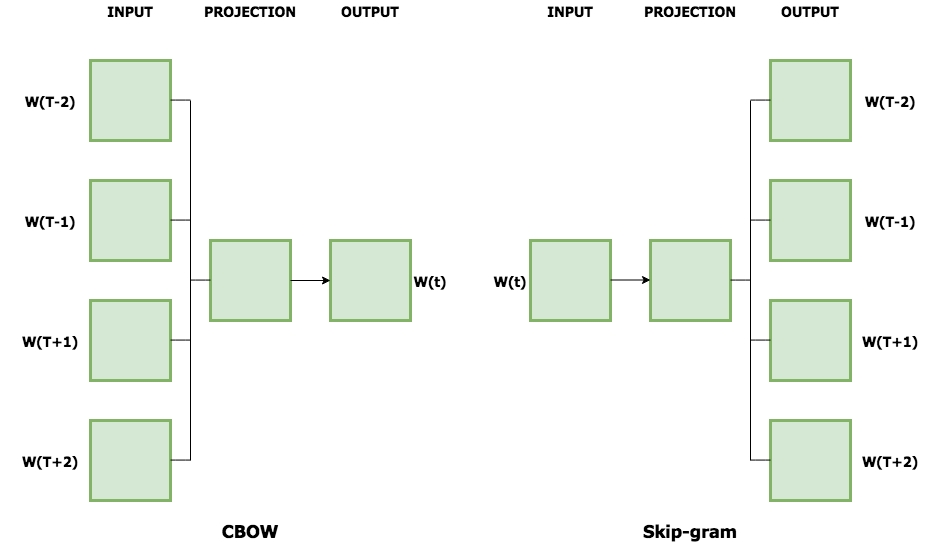 INPUT PROJECTION OUTPUT
W(T-2)
W(T-1)
W(t)
W(T+1)
W(T+2)
CBOW
INPUT PROJECTION OUTPUT
W(T-2)
W(T-1)
W(t)
W(T+1)
W(T+2)
Skip-gram